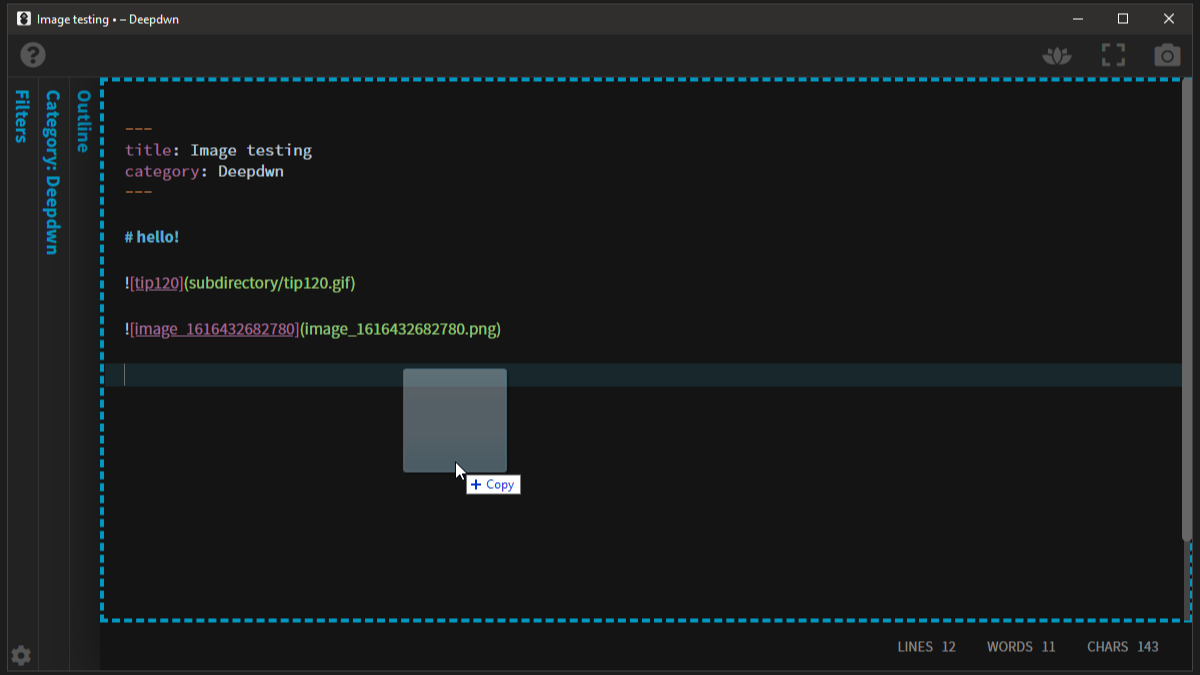 Image testing • – Deepdwn
?
Filters
Category: Deepdwn
Outline
---
title: Image testing
category: Deepdwn
---
# hello!
![tip120](subdirectory/tip120.gif)
![image_1616432682780](image_1616432682780.png)
+ Copy
LINES 12 WORDS 11 CHARS 143